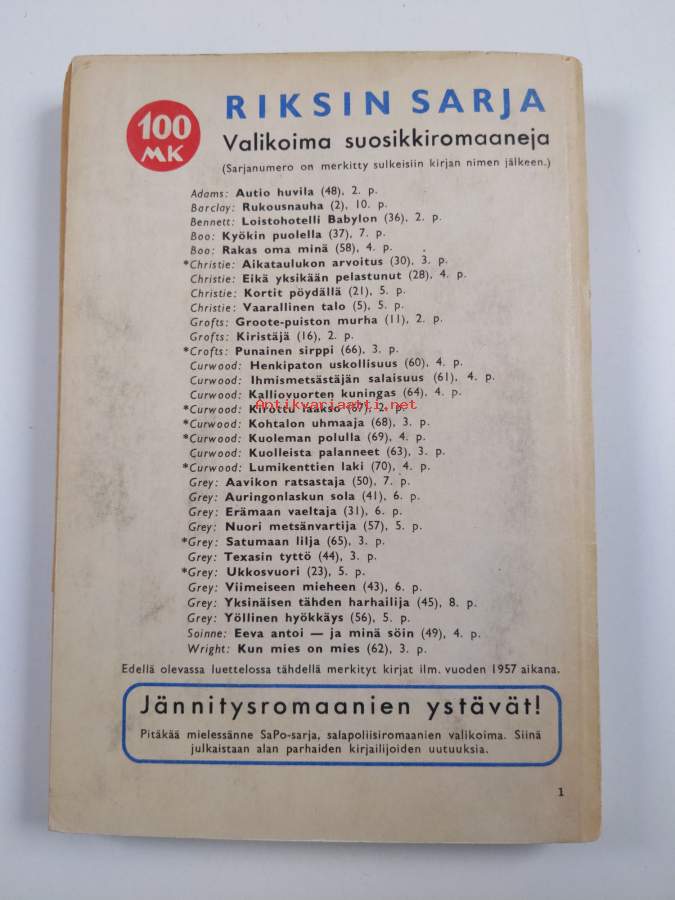 100 MK
RIKSIN SARJA
Valikoima suosikkiromaaneja
(Sarjanumero on merkitty sulkeisiin kirjan nimen jälkeen.)
Adams: Autio huvila (48), 2. p.
Barclay: Rukousnauha (2), 10. p.
Bennett: Loistohotelli Babylon (36), 2. p.
Boo: Kyökin puolella (37), 7. p.
Boo: Rakas oma minä (58), 4. p.
*Christie: Aikataulukon arvoitus (30), 3. p.
Christie: Eikä yksikään pelastunut (28), 4. p.
Christie: Kortit pöydällä (21), 5. p.
Christie: Vaarallinen talo (5), 5. p.
Grofts: Groote-puiston murha (11), 2. p.
Grofts: Kiristäjä (16), 2. p.
*Crofts: Punainen sirppi (66), 3. p.
Curwood: Henkipaton uskollisuus (60), 4. p.
Curwood: Ihmismetsästäjän salaisuus (61), 4. p.
Curwood: Kalliovuorten kuningas (64), 4. p.
Antikvariaatti.net
*Curwood: Kirottu laakso (67), 2. p.
*Curwood: Kohtalon uhmaaja (68), 3. p.
*Curwood: Kuoleman polulla (69), 4. p.
Curwood: Kuolleista palanneet (63), 3. p.
*Curwood: Lumikenttien laki (70), 4. p.
Grey: Aavikon ratsastaja (50), 7. p.
Grey: Auringonlaskun sola (41), 6. p.
Grey: Erämaan vaeltaja (31), 6. p.
Grey: Nuori metsänvartija (57), 5. p.
*Grey: Satumaan lilja (65), 3. p.
Grey: Texasin tyttö (44), 3. p.
*Grey: Ukkosvuori (23), 5. p.
Grey: Viimeiseen mieheen (43), 6. p.
Grey: Yksinäisen tähden harhailija (45), 8. p.
Grey: Yöllinen hyökkäys (56), 5. p.
Soinne: Eeva antoi — ja minä söin (49), 4. p.
Wright: Kun mies on mies (62), 3. p.
Edellä olevassa luettelossa tähdellä merkityt kirjat ilm. vuoden 1957 aikana.
Jännitysromaanien ystävät!
Pitäkää mielessänne SaPo-sarja, salapoliisiromaanien valikoima. Siinä
julkaistaan alan parhaiden kirjailijoiden uutuuksia.
1